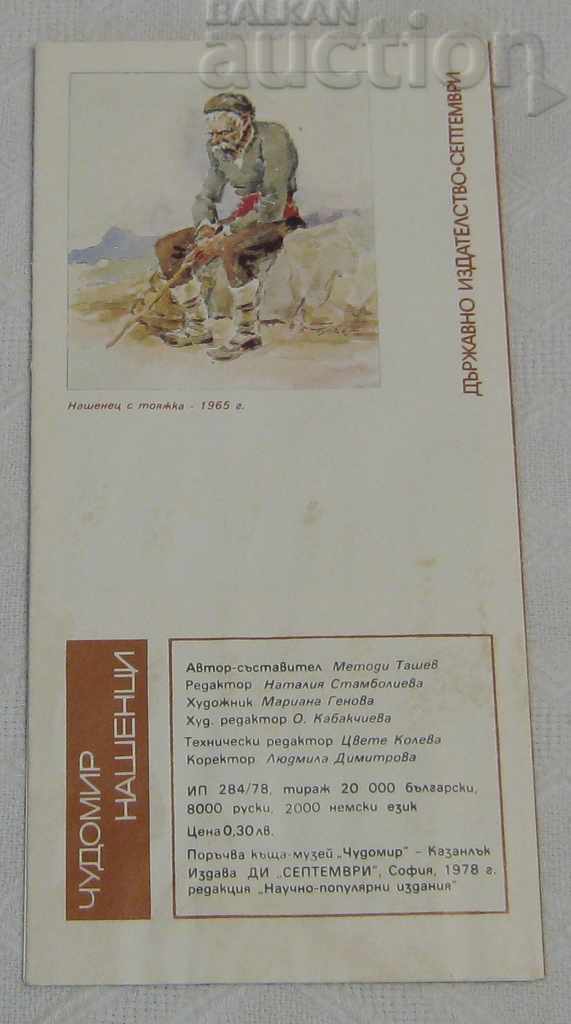 BALKAN
auction
ДЪРЖАВНО ИЗДАТЕЛСТВО·СЕПТЕМВРИ
Нашенец с тояжка - 1965 г.
ЧУДОМИР
НАШЕНЦИ
Автор-съставител Методи Ташев
Редактор Наталия Стамболиева
Художник Мариана Генова
Худ. редактор О. Кабакчиева
Технически редактор Цвете Колева
Коректор Людмила Димитрова
ИП 284/78, тираж 20 000 български,
8000 руски, 2000 немски език
Цена 0,30 лв.
Поръчва къща-музей „Чудомир" - Казанлък
Издава ДИ „СЕПТЕМВРИ", София, 1978 г.
редакция „Научно-популярни издания"